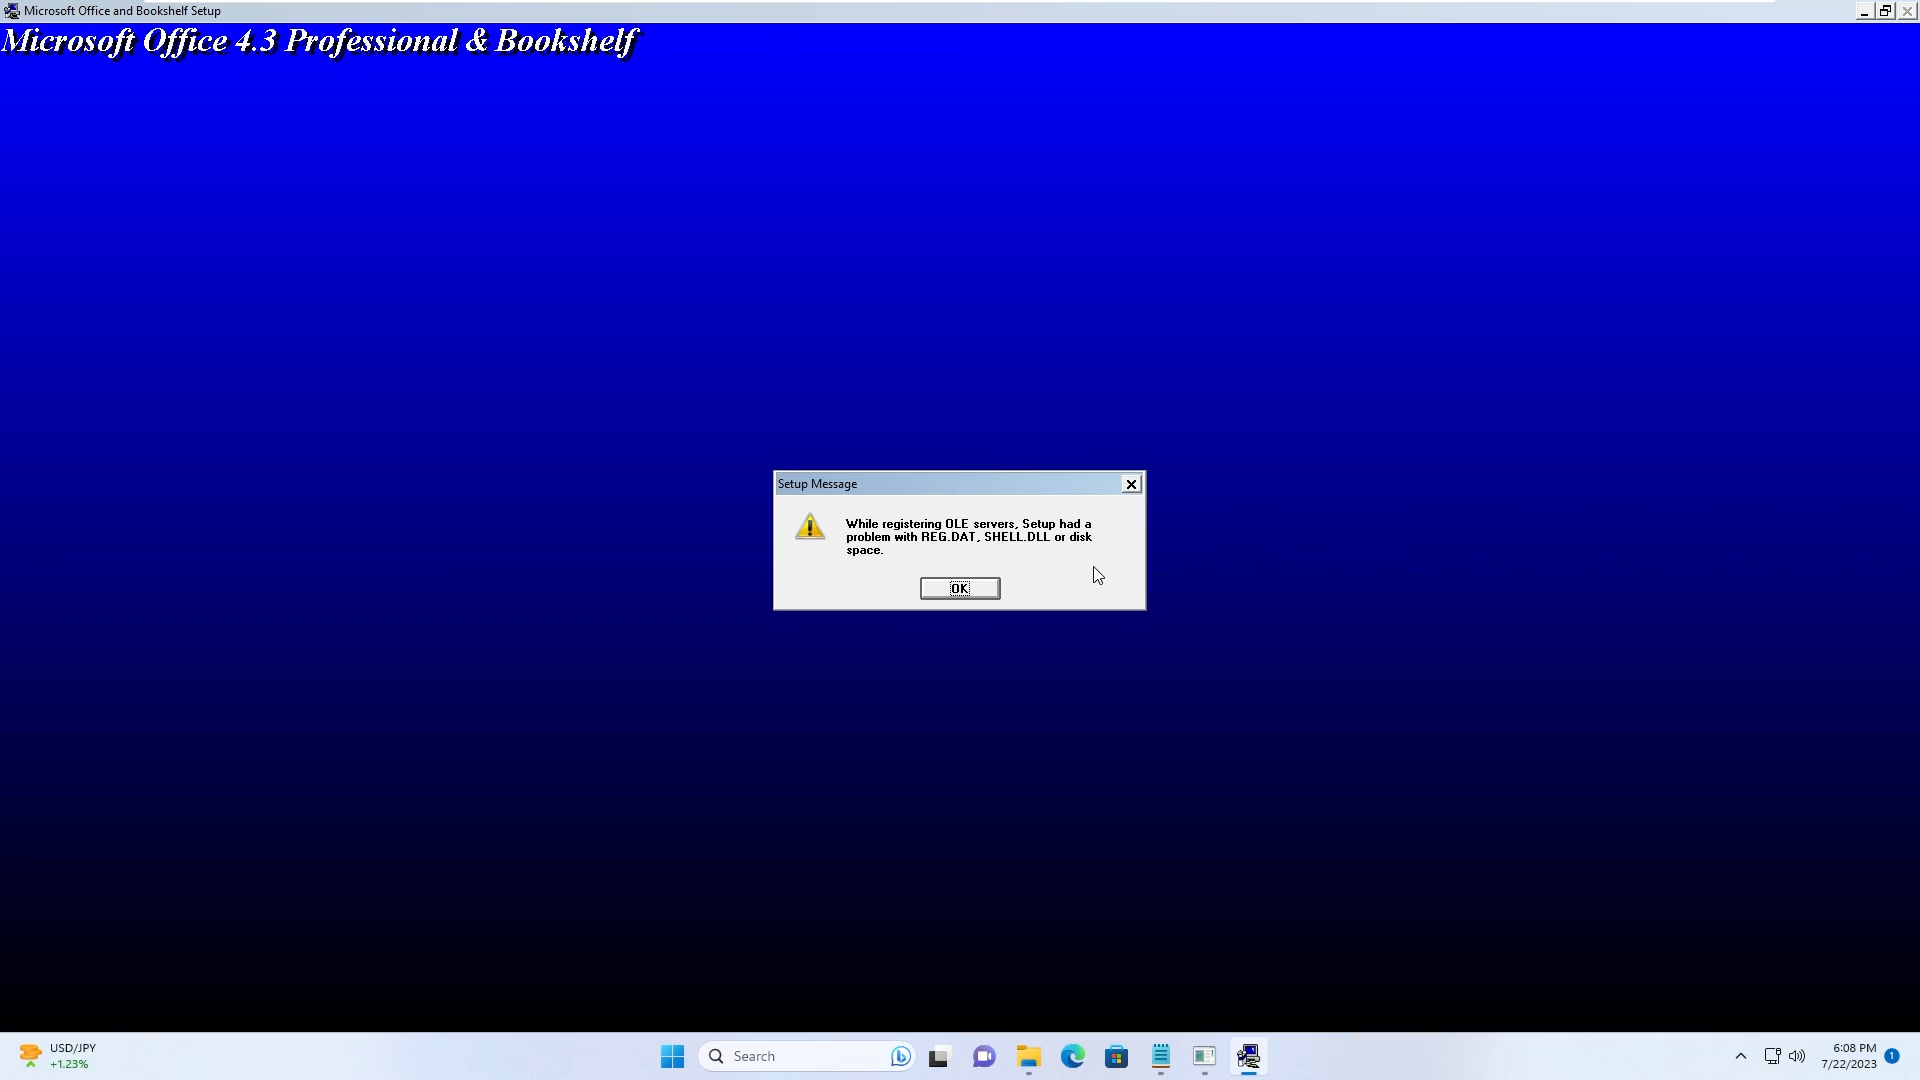 Microsoft Office and Bookshelf Setup
Microsoft Office 4.3 Professional & Bookshelf
Setup Message
While registering OLE servers, Setup had a
problem with REG.DAT, SHELL.DLL or disk
space.
OK
USD/JPY
+1.23%
Search
6:08 PM
7/22/2023
1